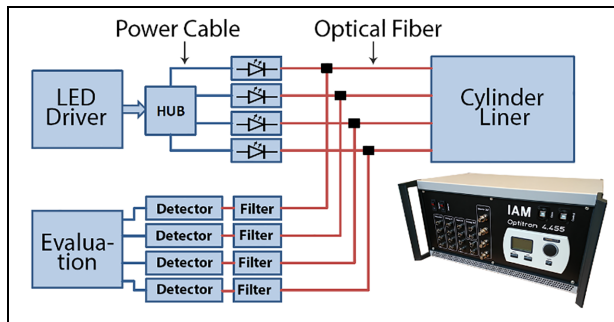 Power Cable
Optical Fiber
LED
Driver
HUB
Cylinder
Liner
Evalua-
tion
Detector
Filter
Detector
Filter
Detector
Filter
Detector
Filter
IAM
Optitron 4.455